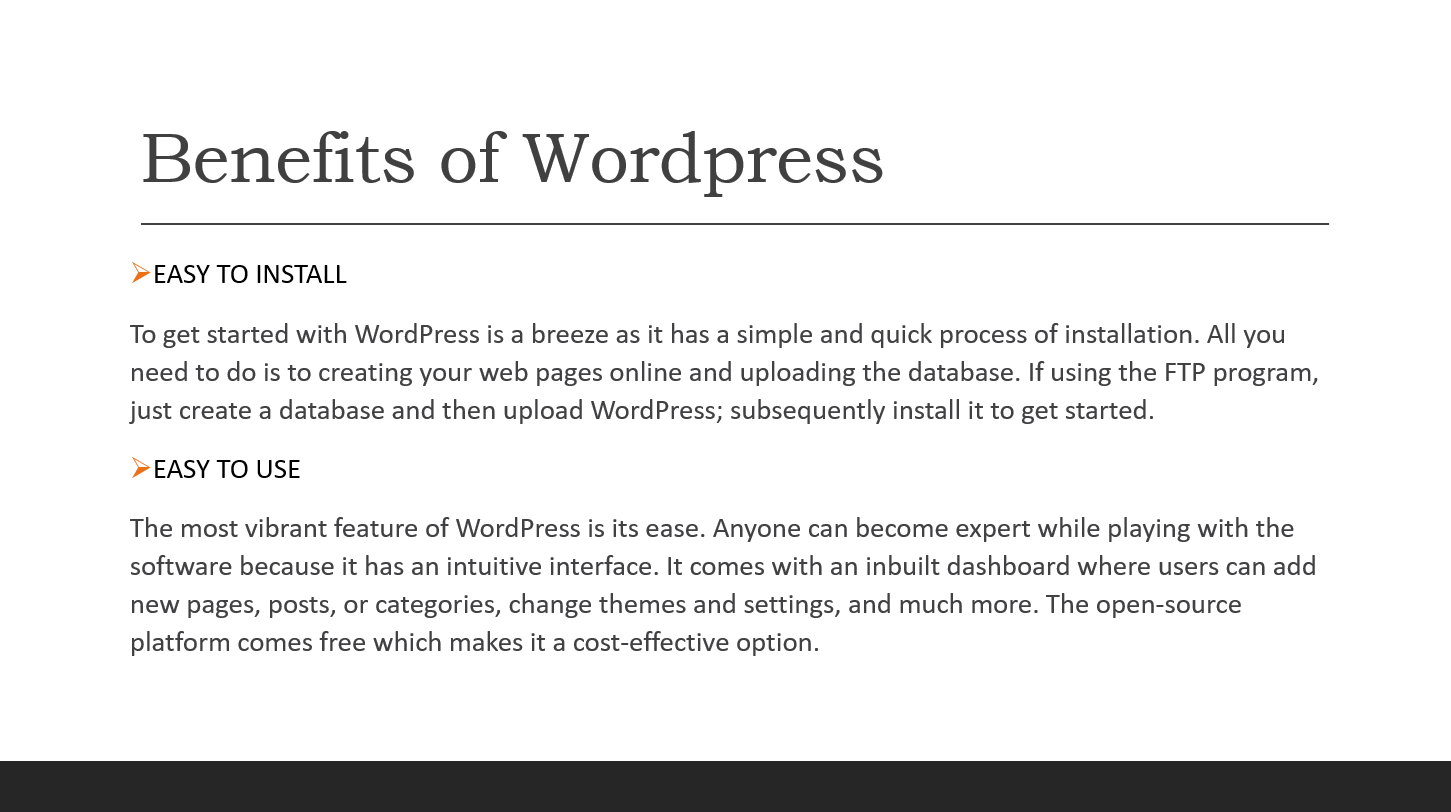 Benefits of Wordpress
➢EASY TO INSTALL
To get started with WordPress is a breeze as it has a simple and quick process of installation. All you
need to do is to creating your web pages online and uploading the database. If using the FTP program,
just create a database and then upload WordPress; subsequently install it to get started.
➢EASY TO USE
The most vibrant feature of WordPress is its ease. Anyone can become expert while playing with the
software because it has an intuitive interface. It comes with an inbuilt dashboard where users can add
new pages, posts, or categories, change themes and settings, and much more. The open-source
platform comes free which makes it a cost-effective option.